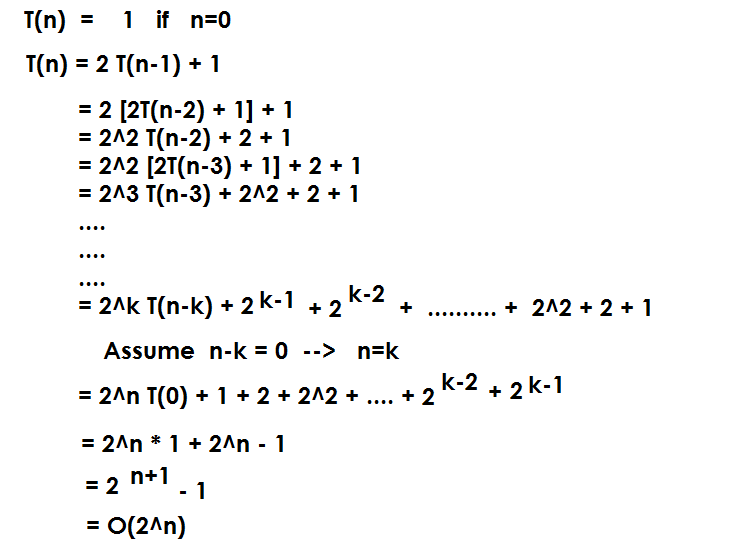 T(n) = 1 if n=0
T(n) = 2 T(n-1) + 1
= 2 [2T(n-2) + 1] + 1
= 2^2 T(n-2) + 2 + 1
= 2^2 [2T(n-3) + 1] + 2 + 1
= 2^3 T(n-3) + 2^2 + 2 + 1
....
....
....
= 2^k T(n-k) + 2 k-1 + 2 k-2 + .......... + 2^2 + 2 + 1
Assume n-k = 0 --> n=k
= 2^n T(0) + 1 + 2 + 2^2 + .... + 2 k-2 + 2 k-1
= 2^n * 1 + 2^n - 1
= 2 n+1 - 1
= O(2^n)